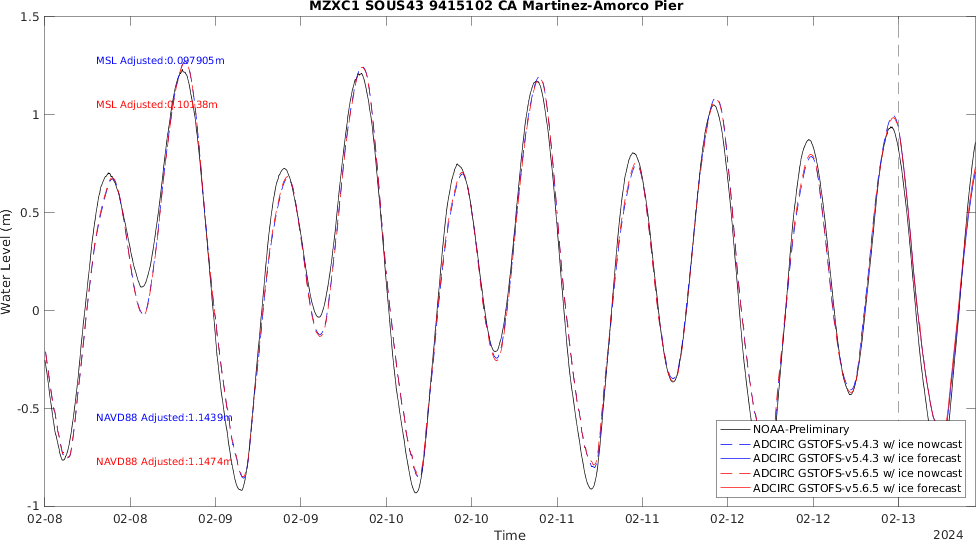 MZXC1 SOUS43 9415102 CA Martinez-Amorco Pier
1.5
1
0.5
0
-0.5
-1
Water Level (m)
MSL Adjusted:0.097905m
MSL Adjusted:0.10138m
NAVD88 Adjusted:1.1439m
NAVD88 Adjusted:1.1474m
NOAA-Preliminary
ADCIRC GSTOFS-v5.4.3 w/ ice nowcast
ADCIRC GSTOFS-v5.4.3 w/ ice forecast
ADCIRC GSTOFS-v5.6.5 w/ ice nowcast
ADCIRC GSTOFS-v5.6.5 w/ ice forecast
02-08 02-08 02-09 02-09 02-10 02-10 02-11 02-11 02-12 02-12 02-13
Time
2024